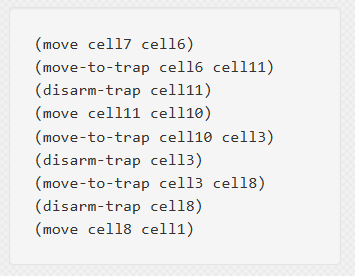 (move cell7 cell6)
(move-to-trap cell6 cell11)
(disarm-trap cell11)
(move cell11 cell10)
(move-to-trap cell10 cell3)
(disarm-trap cell3)
(move-to-trap cell3 cell8)
(disarm-trap cell8)
(move cell8 cell1)